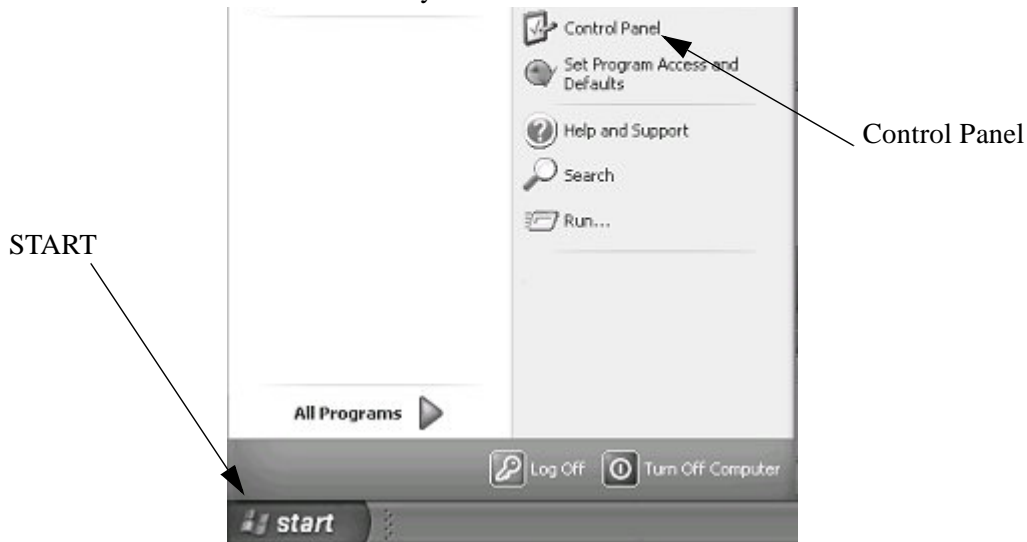 y
Control Panel
Set Program Access and
Defaults
Help and Support
Control Panel
Search
Run...
START
All Programs
Log Off Turn Off Computer
start